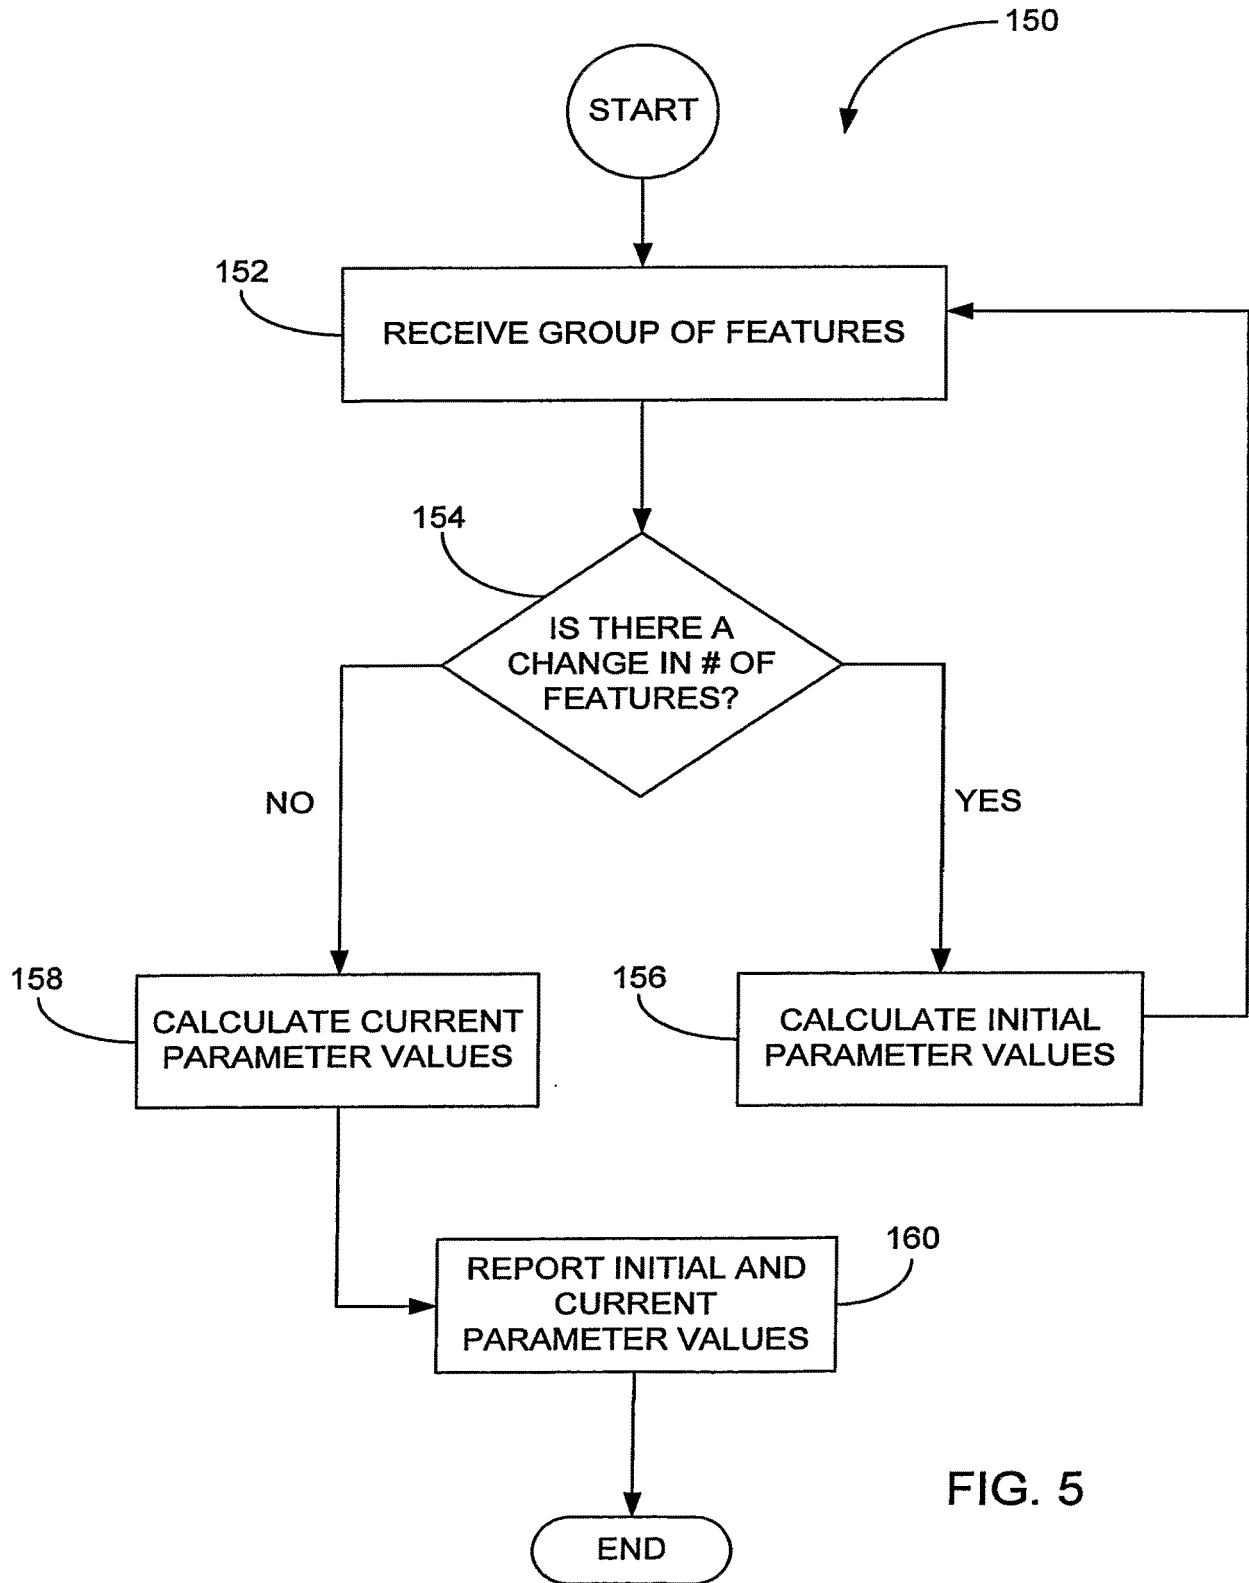 150
START
152
RECEIVE GROUP OF FEATURES
154
IS THERE A
CHANGE IN # OF
FEATURES?
NO
YES
158
CALCULATE CURRENT
PARAMETER VALUES
156
CALCULATE INITIAL
PARAMETER VALUES
160
REPORT INITIAL AND
CURRENT
PARAMETER VALUES
FIG. 5
END